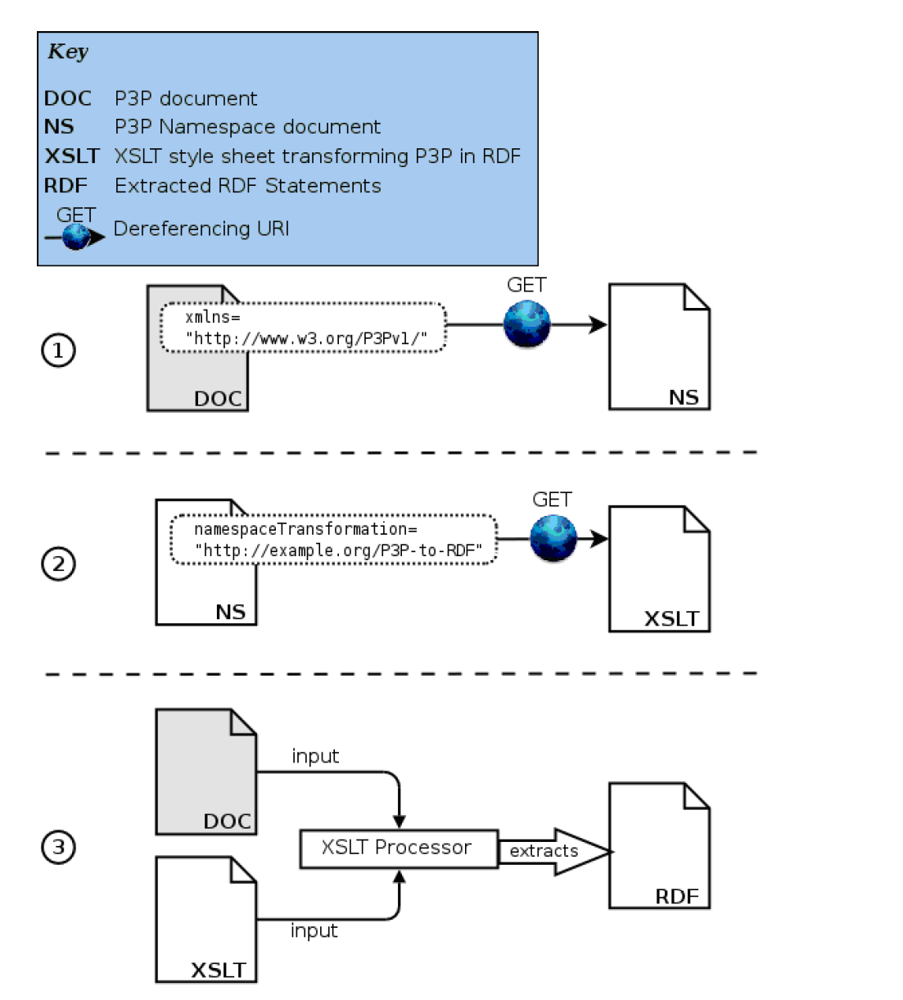 Key
DOC P3P document
NS P3P Namespace document
XSLT XSLT style sheet transforming P3P in RDF
RDF Extracted RDF Statements
GET
Dereferencing URI
GET
xmlns=
"http://www.w3.org/P3Pv1/"
1
DOC
NS
GET
namespaceTransformation=
"http://example.org/P3P-to-RDF"
2
NS
XSLT
input
DOC
3
XSLT Processor
extracts
RDF
input
XSLT